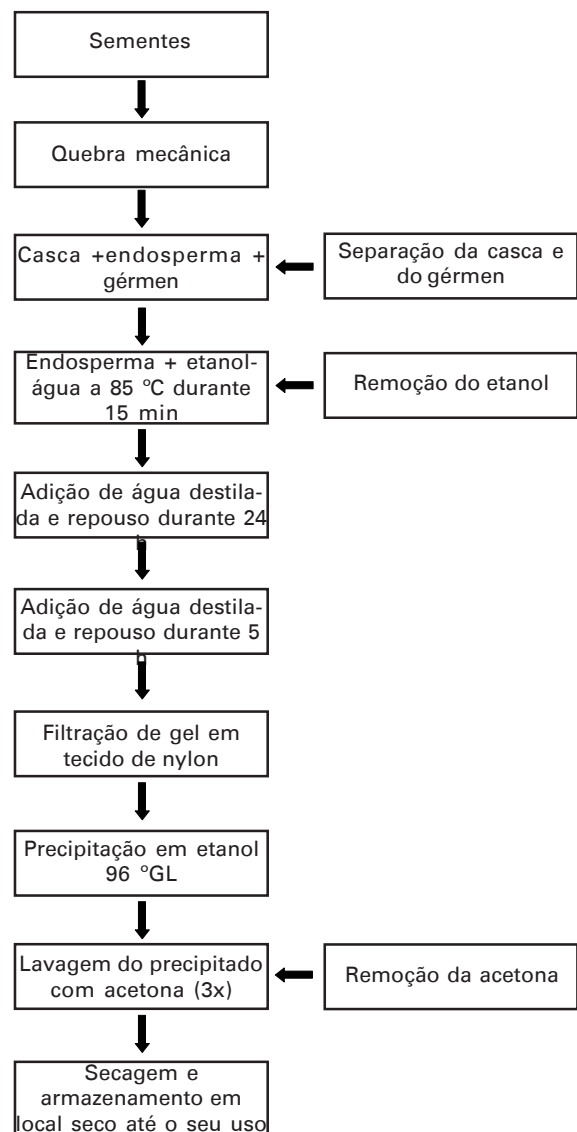 Sementes
Quebra mecânica
Casca +endosperma +
gérmen
Separação da casca e
do gérmen
Endosperma + etanol-
água a 85 ºC durante
15 min
Remoção do etanol
Adição de água destila-
da e repouso durante 24
h
Adição de água destila-
da e repouso durante 5
h
Filtração de gel em
tecido de nylon
Precipitação em etanol
96 ºGL
Lavagem do precipitado
com acetona (3x)
Remoção da acetona
Secagem e
armazenamento em
local seco até o seu uso